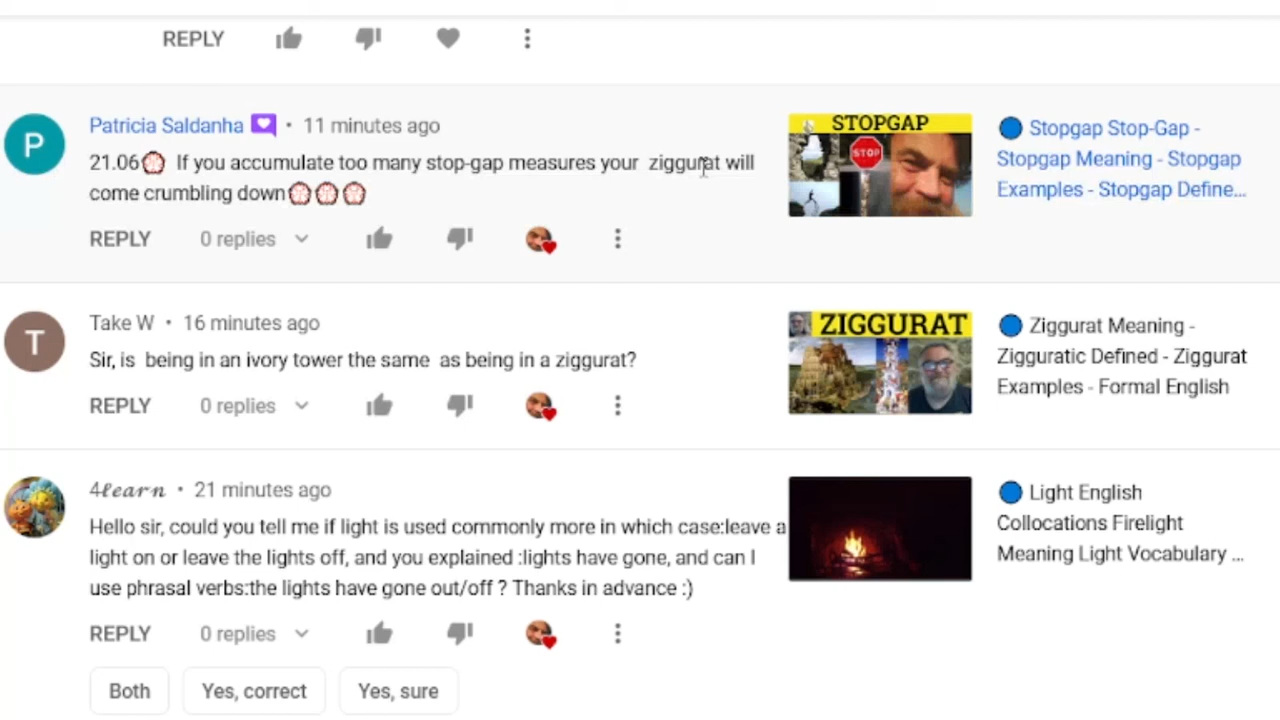 REPLY
Patricia Saldanha • 11 minutes ago
21.06 If you accumulate too many stop-gap measures your ziggurat will
come crumbling down
REPLY 0 replies
STOPGAP
STOP
Stopgap Stop-Gap -
Stopgap Meaning - Stopgap
Examples - Stopgap Define...
Take W • 16 minutes ago
Sir, is being in an ivory tower the same as being in a ziggurat?
REPLY 0 replies
ZIGGURAT
Ziggurat Meaning -
Zigguratic Defined - Ziggurat
Examples - Formal English
4learn • 21 minutes ago
Hello sir, could you tell me if light is used commonly more in which case:leave a
light on or leave the lights off, and you explained :lights have gone, and can I
use phrasal verbs:the lights have gone out/off ? Thanks in advance :)
REPLY 0 replies
Both Yes, correct Yes, sure
Light English
Collocations Firelight
Meaning Light Vocabulary ...
P
T